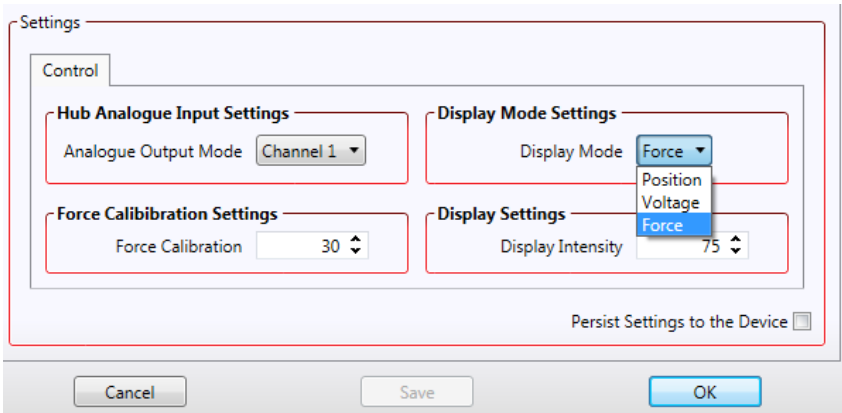 Settings
Control
Hub Analogue Input Settings
Analogue Output Mode Channel 1
Display Mode Settings
Display Mode Force
Position
Voltage
Force
Force Calibibration Settings
Force Calibration 30
Display Settings
Display Intensity 75
Persist Settings to the Device
Cancel Save OK